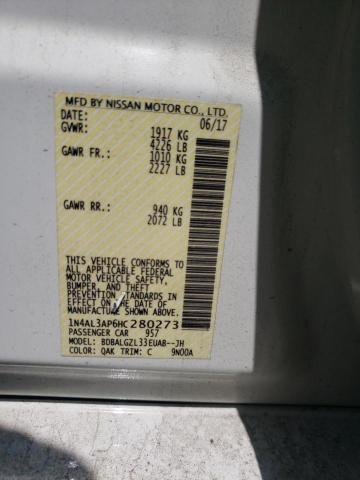 MFD BY NISSAN MOTOR CO., LTD.
DATE: 06/17
GVWR: 1917 KG
4226 LB
GAWR FR.: 1010 KG
2227 LB
GAWR RR.: 940 KG
2072 LB
THIS VEHICLE CONFORMS TO
ALL APPLICABLE FEDERAL
MOTOR VEHICLE SAFETY,
BUMPER, AND THEFT
PREVENTION STANDARDS IN
EFFECT ON THE DATE OF
MANUFACTURE SHOWN ABOVE.
1N4AL3AP6HC280273
PASSENGER CAR 957
MODEL: BDBALGZL33EUAB--JH
COLOR: QAK TRIM: C 9N00A